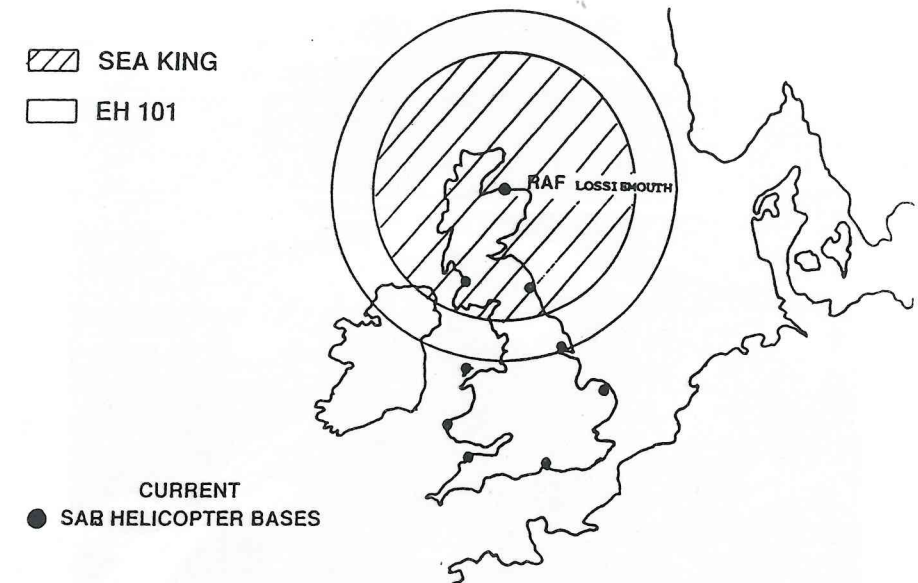 SEA KING
EH 101
RAF LOSSIEMOUTH
CURRENT
SAR HELICOPTER BASES